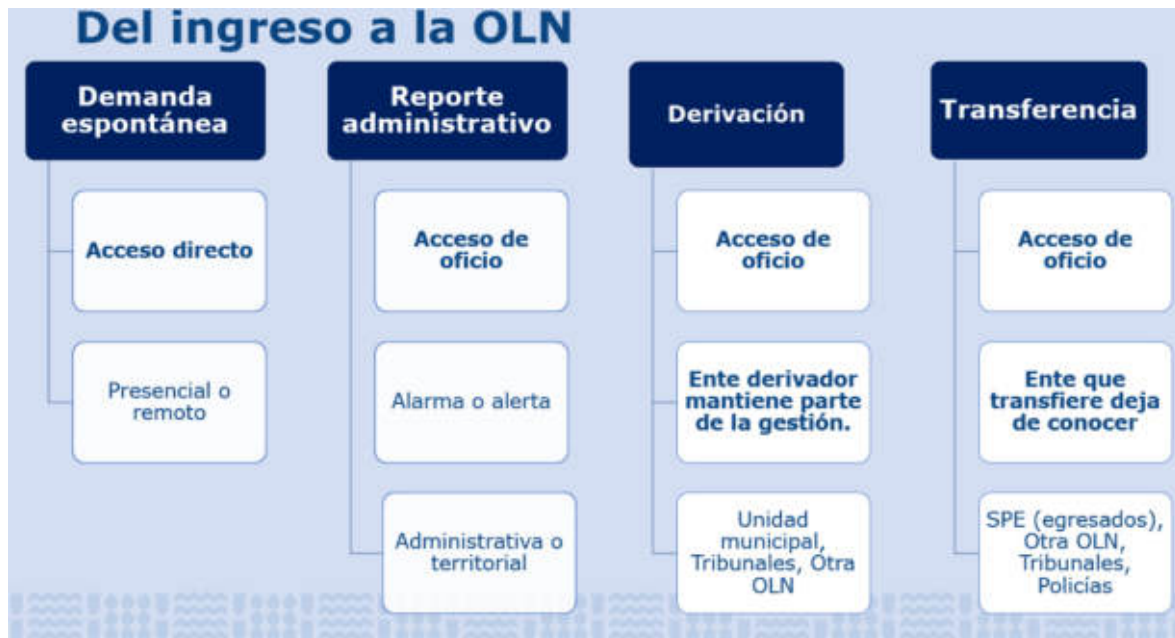 Del ingreso a la OLN
Demanda
espontánea
Acceso directo
Presencial o
remoto
Reporte
administrativo
Acceso de
oficio
Alarma o alerta
Administrativa o
territorial
Derivación
Acceso de
oficio
Ente derivador
mantiene parte
de la gestión.
Unidad
municipal,
Tribunales, Otra
OLN
Transferencia
Acceso de
oficio
Ente que
transfiere deja
de conocer
SPE (egresados),
Otra OLN,
Tribunales,
Policías